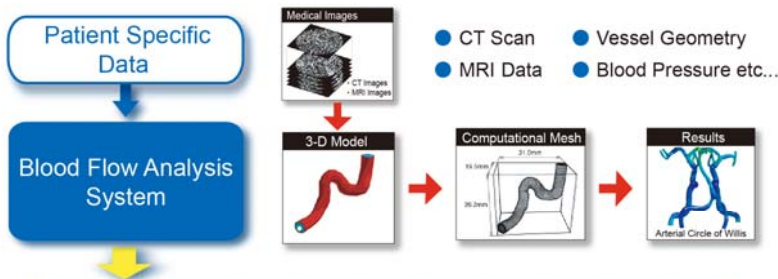 Patient Specific
Data
Medical Images
・CT Images
・MRI Images
CT Scan
Vessel Geometry
MRI Data
Blood Pressure etc...
Blood Flow Analysis
System
3-D Model
Computational Mesh
31.0mm
19.5mm
26.2mm
Results
Arterial Circle of Willis